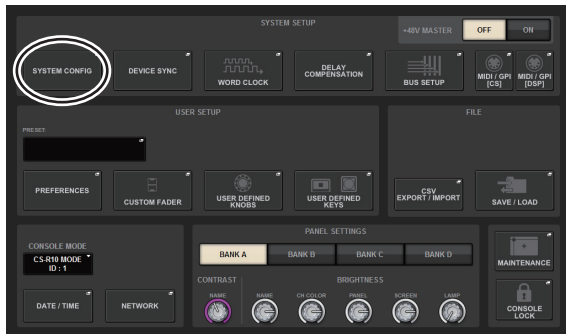 SYSTEM SETUP
+48V MASTER
OFF
ON
SYSTEM CONFIG
DEVICE SYNC
WORD CLOCK
DELAY
COMPENSATION
BUS SETUP
MIDI / GPI
[CS]
MIDI / GPI
[DSP]
USER SETUP
PRESET
PREFERENCES
CUSTOM FADER
USER DEFINED
KNOBS
USER DEFINED
KEYS
FILE
CSV
EXPORT / IMPORT
SAVE / LOAD
CONSOLE MODE
CS-R10 MODE
ID : 1
DATE / TIME
NETWORK
PANEL SETTINGS
BANK A
BANK B
BANK C
BANK D
CONTRAST
BRIGHTNESS
NAME
NAME
CH COLOR
PANEL
SCREEN
LAMP
MAINTENANCE
CONSOLE
LOCK